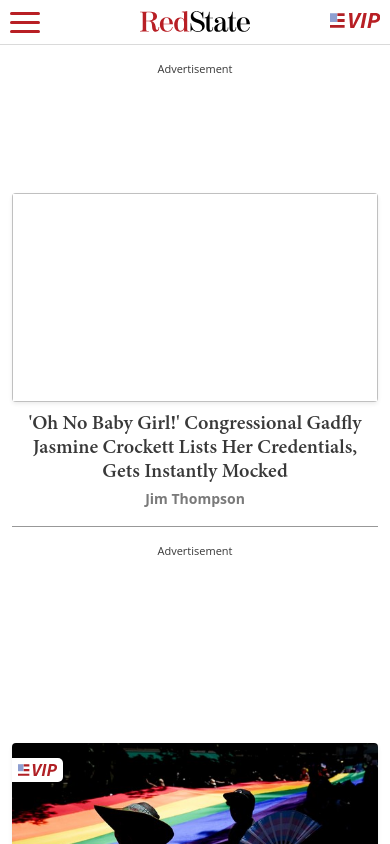 RedState
VIP
Advertisement
'Oh No Baby Girl!' Congressional Gadfly
Jasmine Crockett Lists Her Credentials,
Gets Instantly Mocked
Jim Thompson
Advertisement
VIP